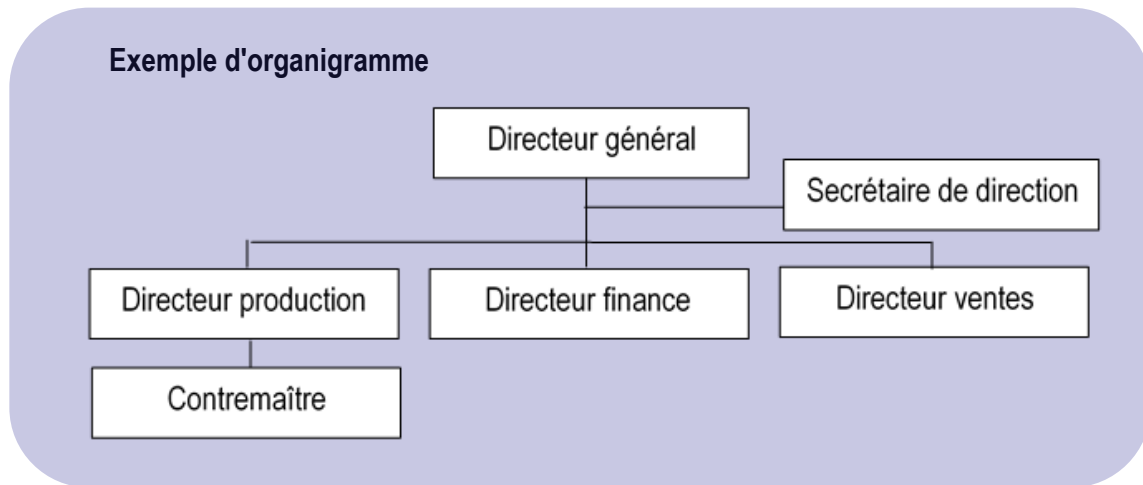 Exemple d'organigramme
Directeur général
Secrétaire de direction
Directeur production
Directeur finance
Directeur ventes
Contremaître